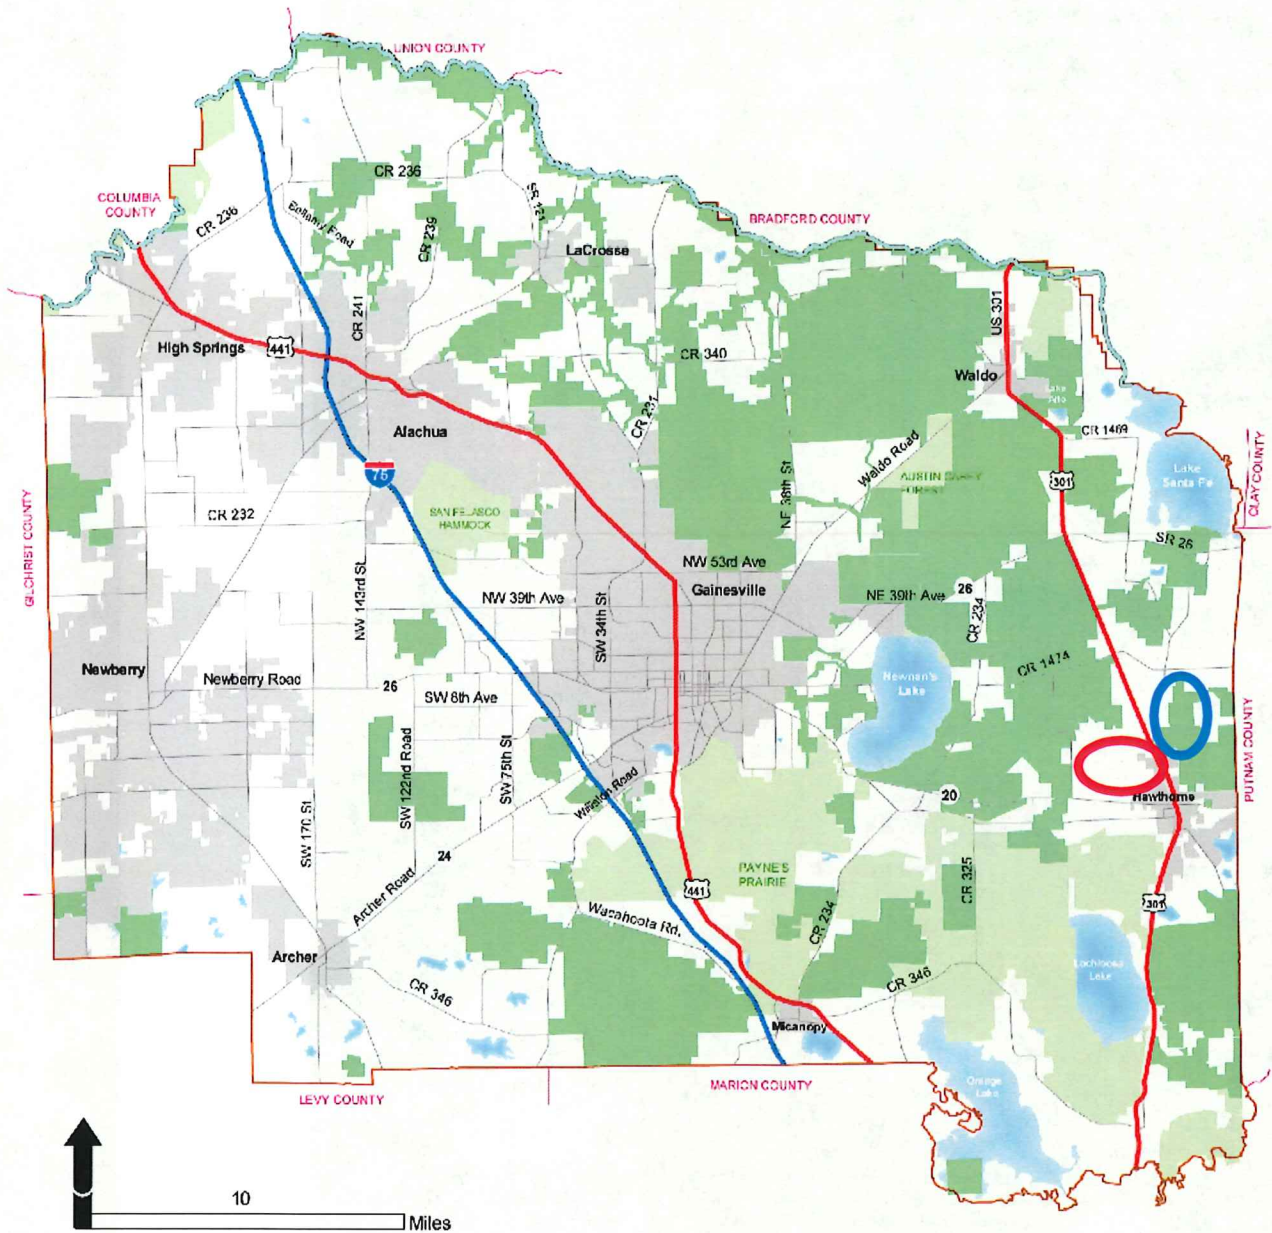 UNION COUNTY
CR 236
COLUMBIA
COUNTY
CR 236
Bellamy Road
CR 239
SR 121
BRADFORD COUNTY
LaCrosse
US 301
CR 241
High Springs
441
CR 340
Waldo
CR 231
CR 1469
Alachua
Waldo Road
Lake
Santa Fe
CLAY COUNTY
75
NE 38th St
301
SAN FELASCO
HAMMOCK
CR 232
GILCHRIST COUNTY
SR 26
NW 53rd Ave
NW 143rd St.
Gainesville
NW 39th Ave
SW 34th St
NE 39th Ave
26
CR 234
Newberry
Newberry Road
26
SW 8th Ave
Newnan's
Lake
CR 1474
PUTNAM COUNTY
SW 122nd Road
SW 75th St
Williston Road
20
Hawthorne
SW 170 St
24
PAYNE'S
PRAIRIE
CR 325
Archer Road
441
301
Wacahoota Rd.
CR 234
Archer
Lochloosa
Lake
CR 346
CR 346
Micanopy
Orange
Lake
LEVY COUNTY
MARION COUNTY
10
Miles